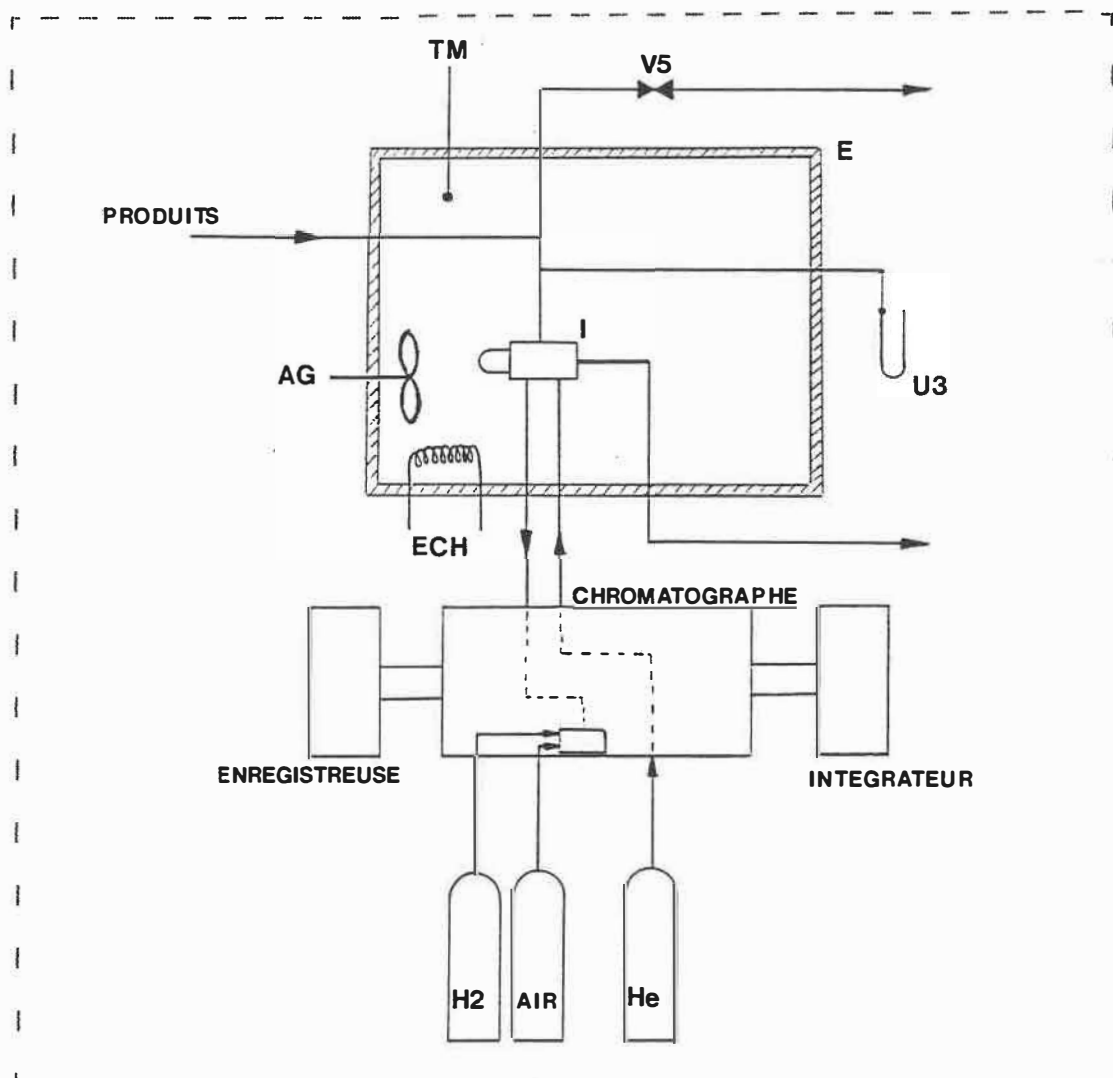 TM
V5
E
PRODUITS
I
AG
U3
ECH
CHROMATOGRAPHE
ENREGISTREUSE
INTEGRATEUR
H2
AIR
He